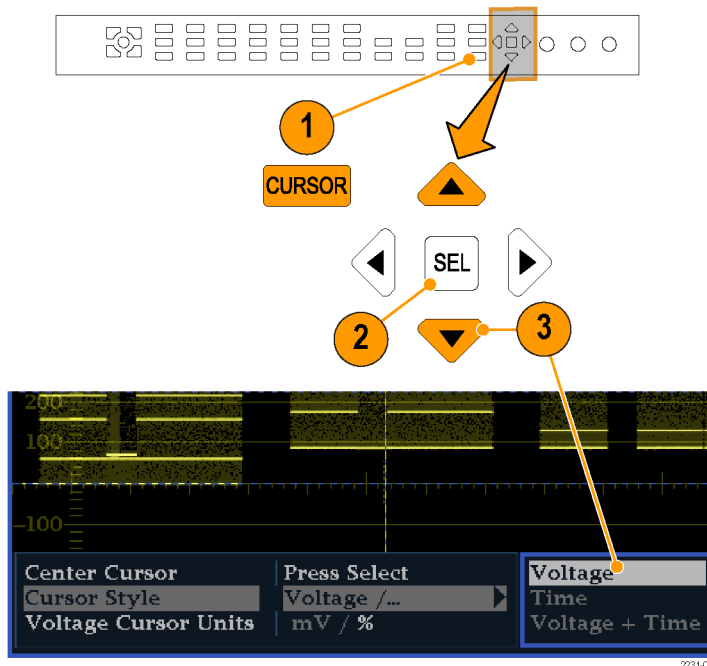 1
CURSOR
SEL
2
3
200
100
-100
Center Cursor
Press Select
Voltage
Cursor Style
Voltage /...
Time
Voltage Cursor Units
mV / %
Voltage + Time